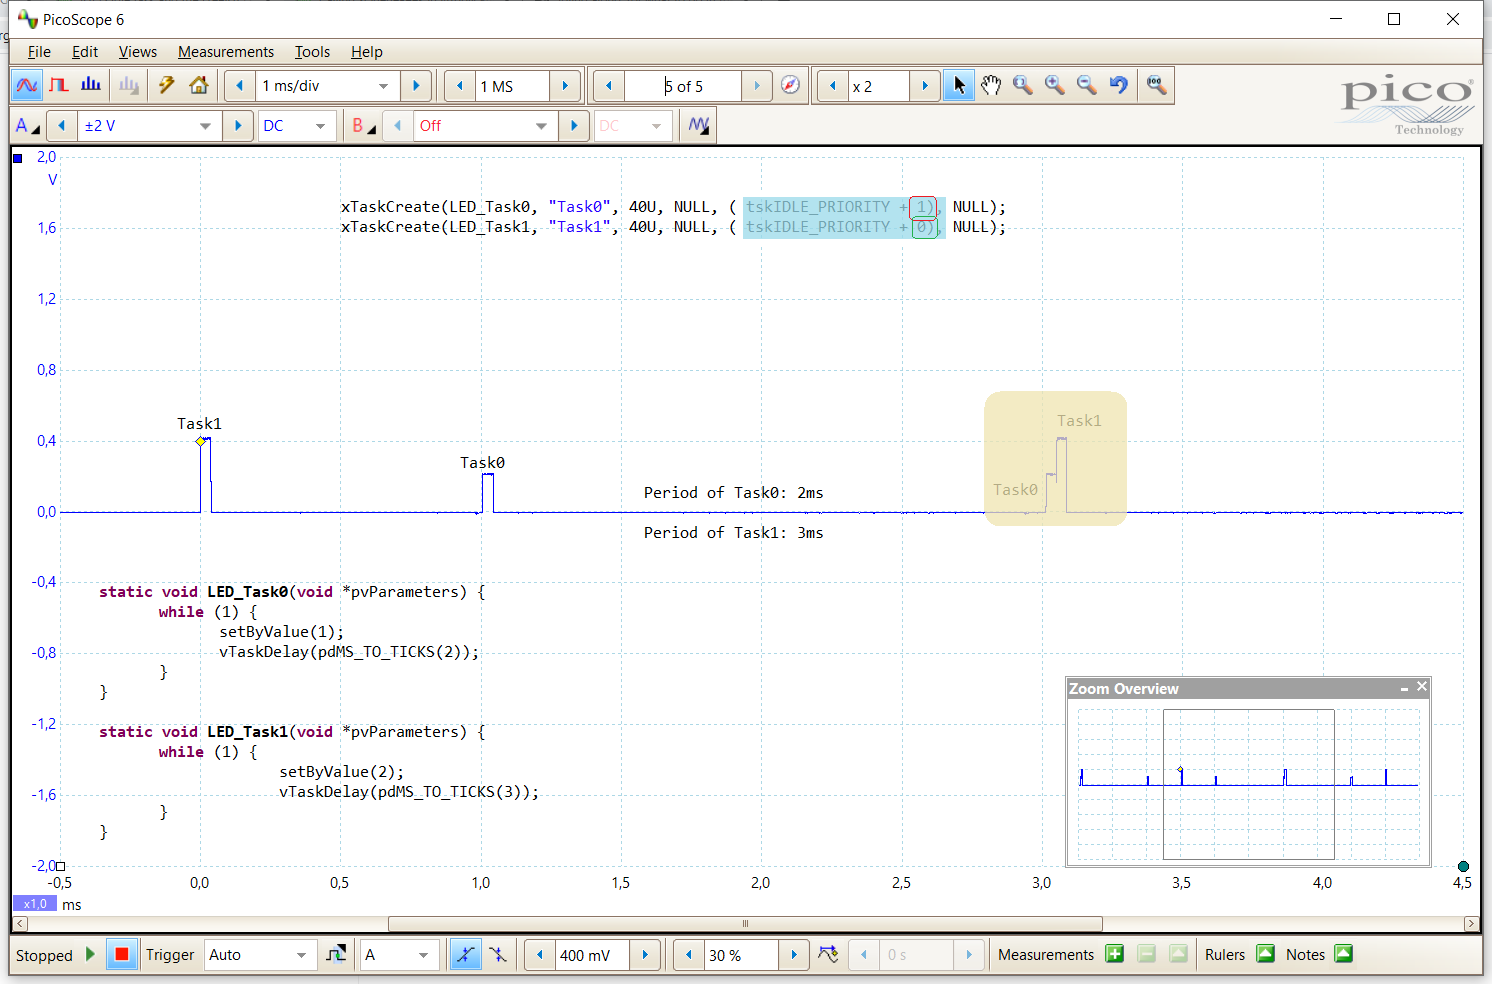 PicoScope 6
File Edit Views Measurements Tools Help
1 ms/div 1 MS 5 of 5 x 2
pico
Technology
A ±2 V DC B Off DC
2,0
V
xTaskCreate(LED_Task0, "Task0", 40U, NULL, ( tskIDLE_PRIORITY + 1), NULL);
xTaskCreate(LED_Task1, "Task1", 40U, NULL, ( tskIDLE_PRIORITY + 0), NULL);
1,6
1,2
0,8
Task1
Task1
0,4
Task0
Task0
Period of Task0: 2ms
0,0
Period of Task1: 3ms
-0,4
static void LED_Task0(void *pvParameters) {
while (1) {
setByValue(1);
vTaskDelay(pdMS_TO_TICKS(2));
-0,8
}
}
Zoom Overview
-1,2
static void LED_Task1(void *pvParameters) {
while (1) {
setByValue(2);
vTaskDelay(pdMS_TO_TICKS(3));
-1,6
}
}
-2,0
-0,5 0,0 0,5 1,0 1,5 2,0 2,5 3,0 3,5 4,0 4,5
x1,0 ms
Stopped Trigger Auto A 400 mV 30 % 0 s Measurements Rulers Notes